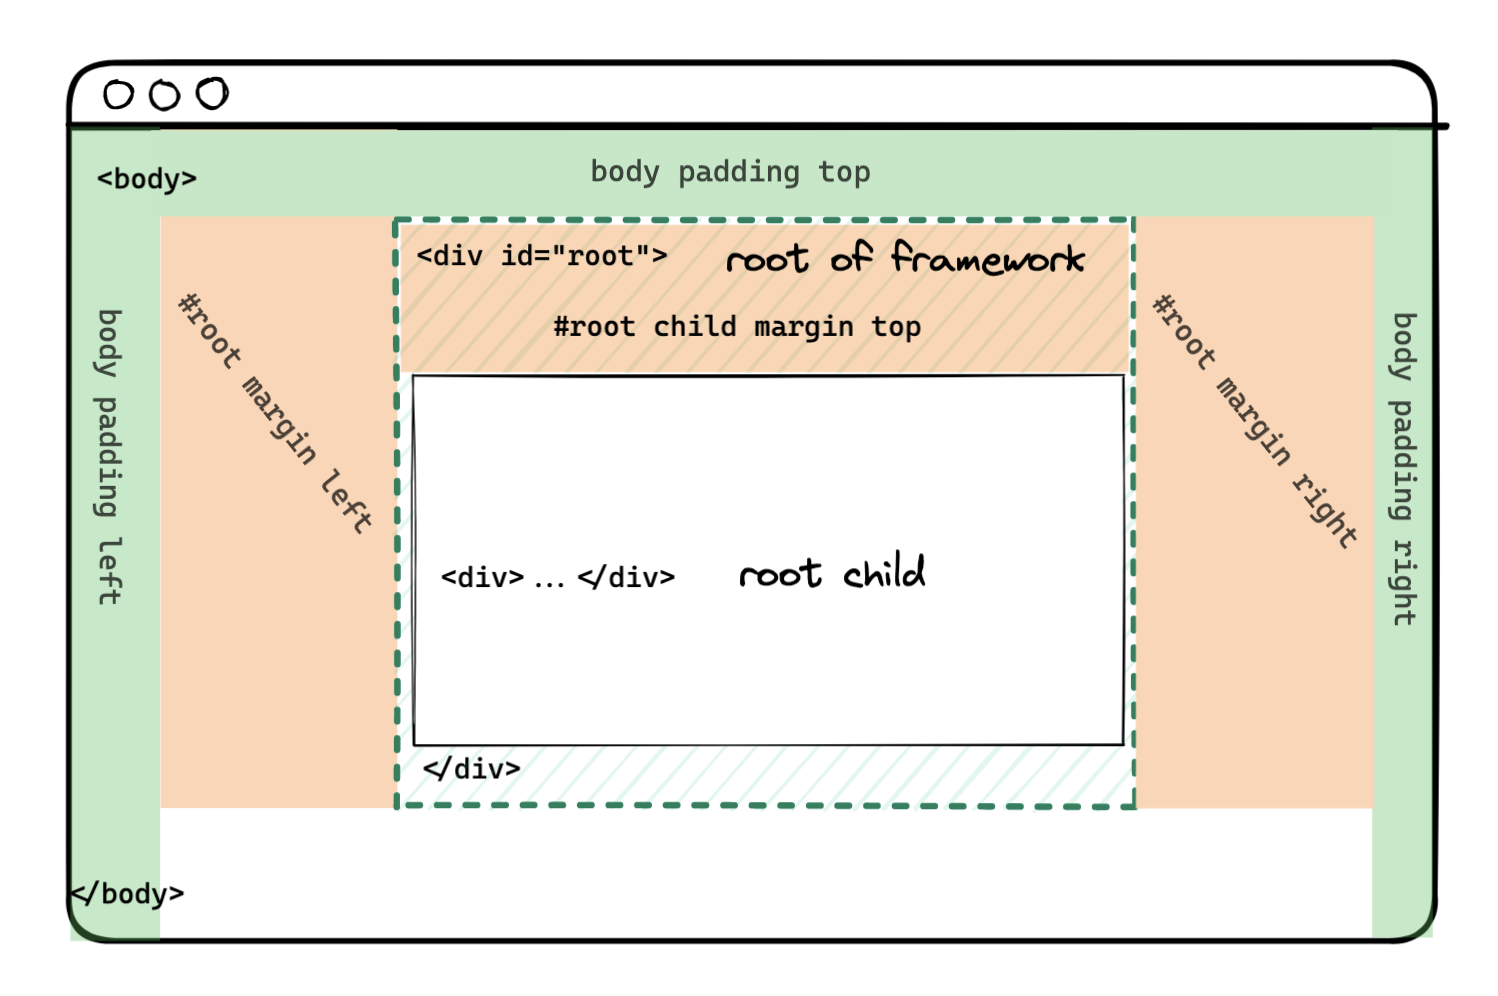 <body>
body padding top
<div id="root"> root of framework
#root child margin top
body padding left
#root margin left
#root margin right
body padding right
<div> ... </div> root child
</div>
</body>